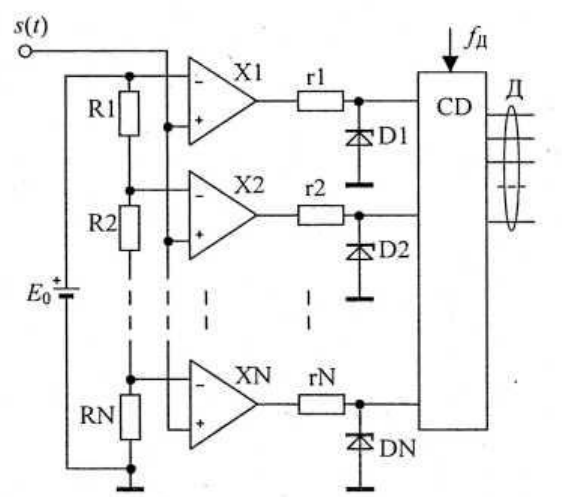 s(t)
fД
X1
r1
CD
Д
−
+
R1
D1
X2
r2
−
+
R2
D2
+
E0
XN
rN
−
+
RN
DN